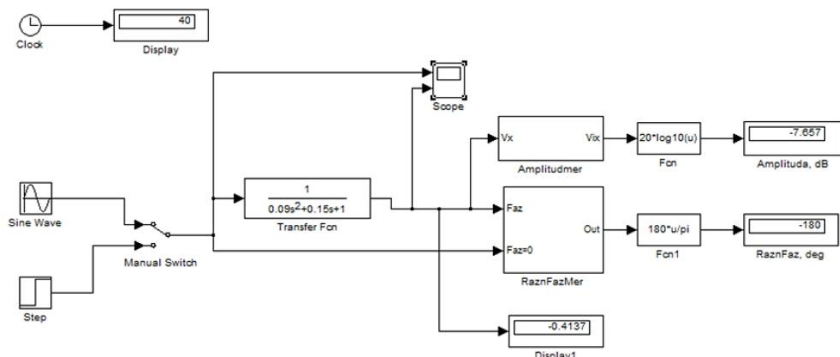 40
Clock
Display
Scope
Vx
Vix
Amplitudmer
20*log10(u)
Fcn
-7.657
Amplituda, dB
Sine Wave
1
0.09s2+0.15s+1
Transfer Fcn
Manual Switch
Step
Faz
Faz=0
Out
RaznFazMer
180*u/pi
Fcn1
-180
RaznFaz, deg
-0.4137
Display1